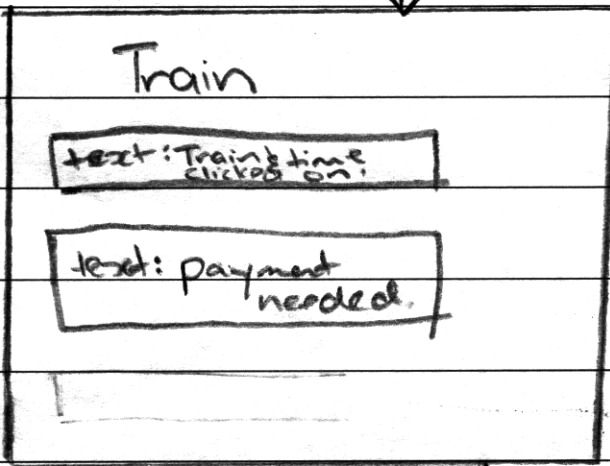 Train
text: Train & time
clicked on.
text: payment
needed.